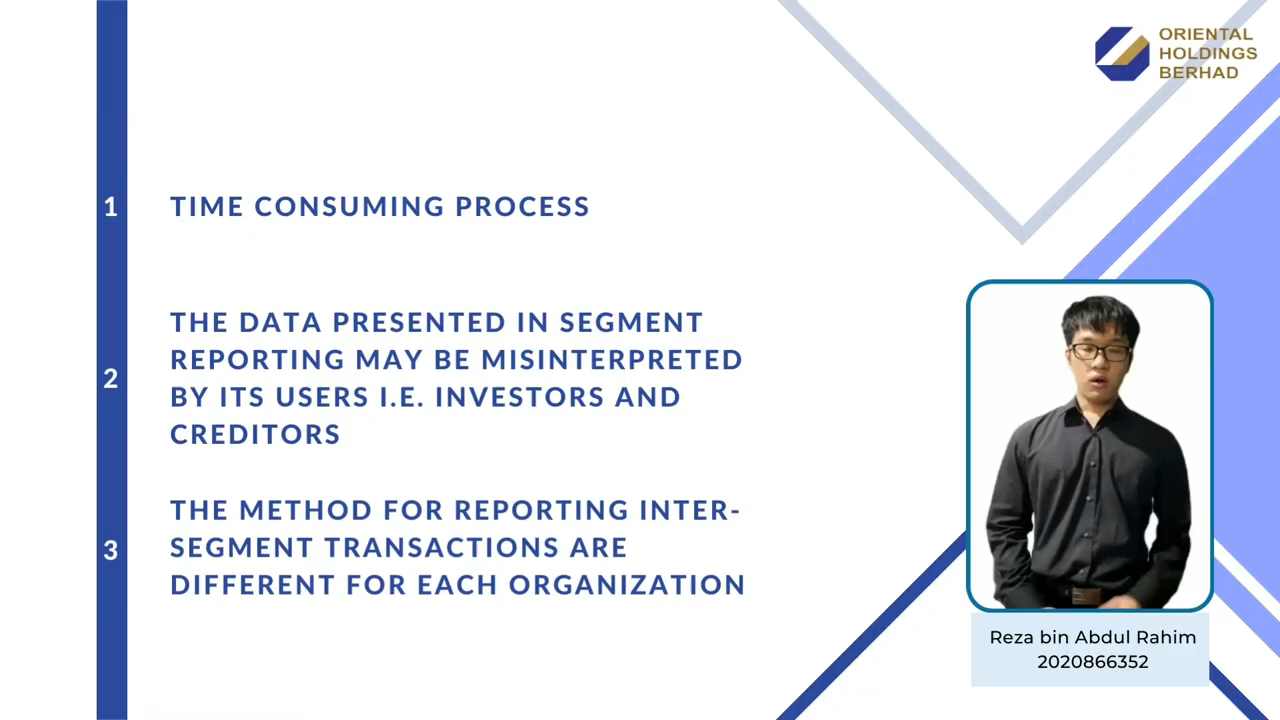 ORIENTAL
HOLDINGS
BERHAD
1
TIME CONSUMING PROCESS
2
THE DATA PRESENTED IN SEGMENT
REPORTING MAY BE MISINTERPRETED
BY ITS USERS I.E. INVESTORS AND
CREDITORS
3
THE METHOD FOR REPORTING INTER-
SEGMENT TRANSACTIONS ARE
DIFFERENT FOR EACH ORGANIZATION
Reza bin Abdul Rahim
2020866352